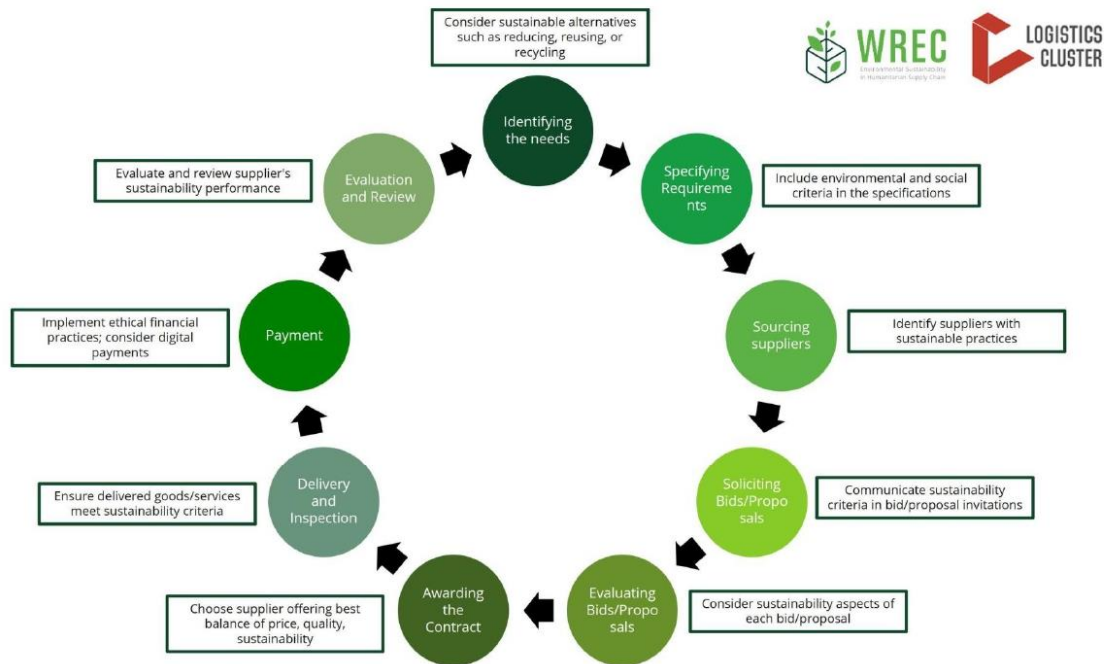 Consider sustainable alternatives
such as reducing, reusing, or
recycling
WREC
Environmental Sustainability
in Humanitarian Supply Chain
LOGISTICS
CLUSTER
Identifying
the needs
Specifying
Requireme
nts
Include environmental and social
criteria in the specifications
Sourcing
suppliers
Identify suppliers with
sustainable practices
Soliciting
Bids/Propo
sals
Communicate sustainability
criteria in bid/proposal invitations
Evaluating
Bids/Propo
sals
Consider sustainability aspects of
each bid/proposal
Awarding
the
Contract
Choose supplier offering best
balance of price, quality,
sustainability
Delivery
and
Inspection
Ensure delivered goods/services
meet sustainability criteria
Payment
Implement ethical financial
practices; consider digital
payments
Evaluation
and Review
Evaluate and review supplier's
sustainability performance